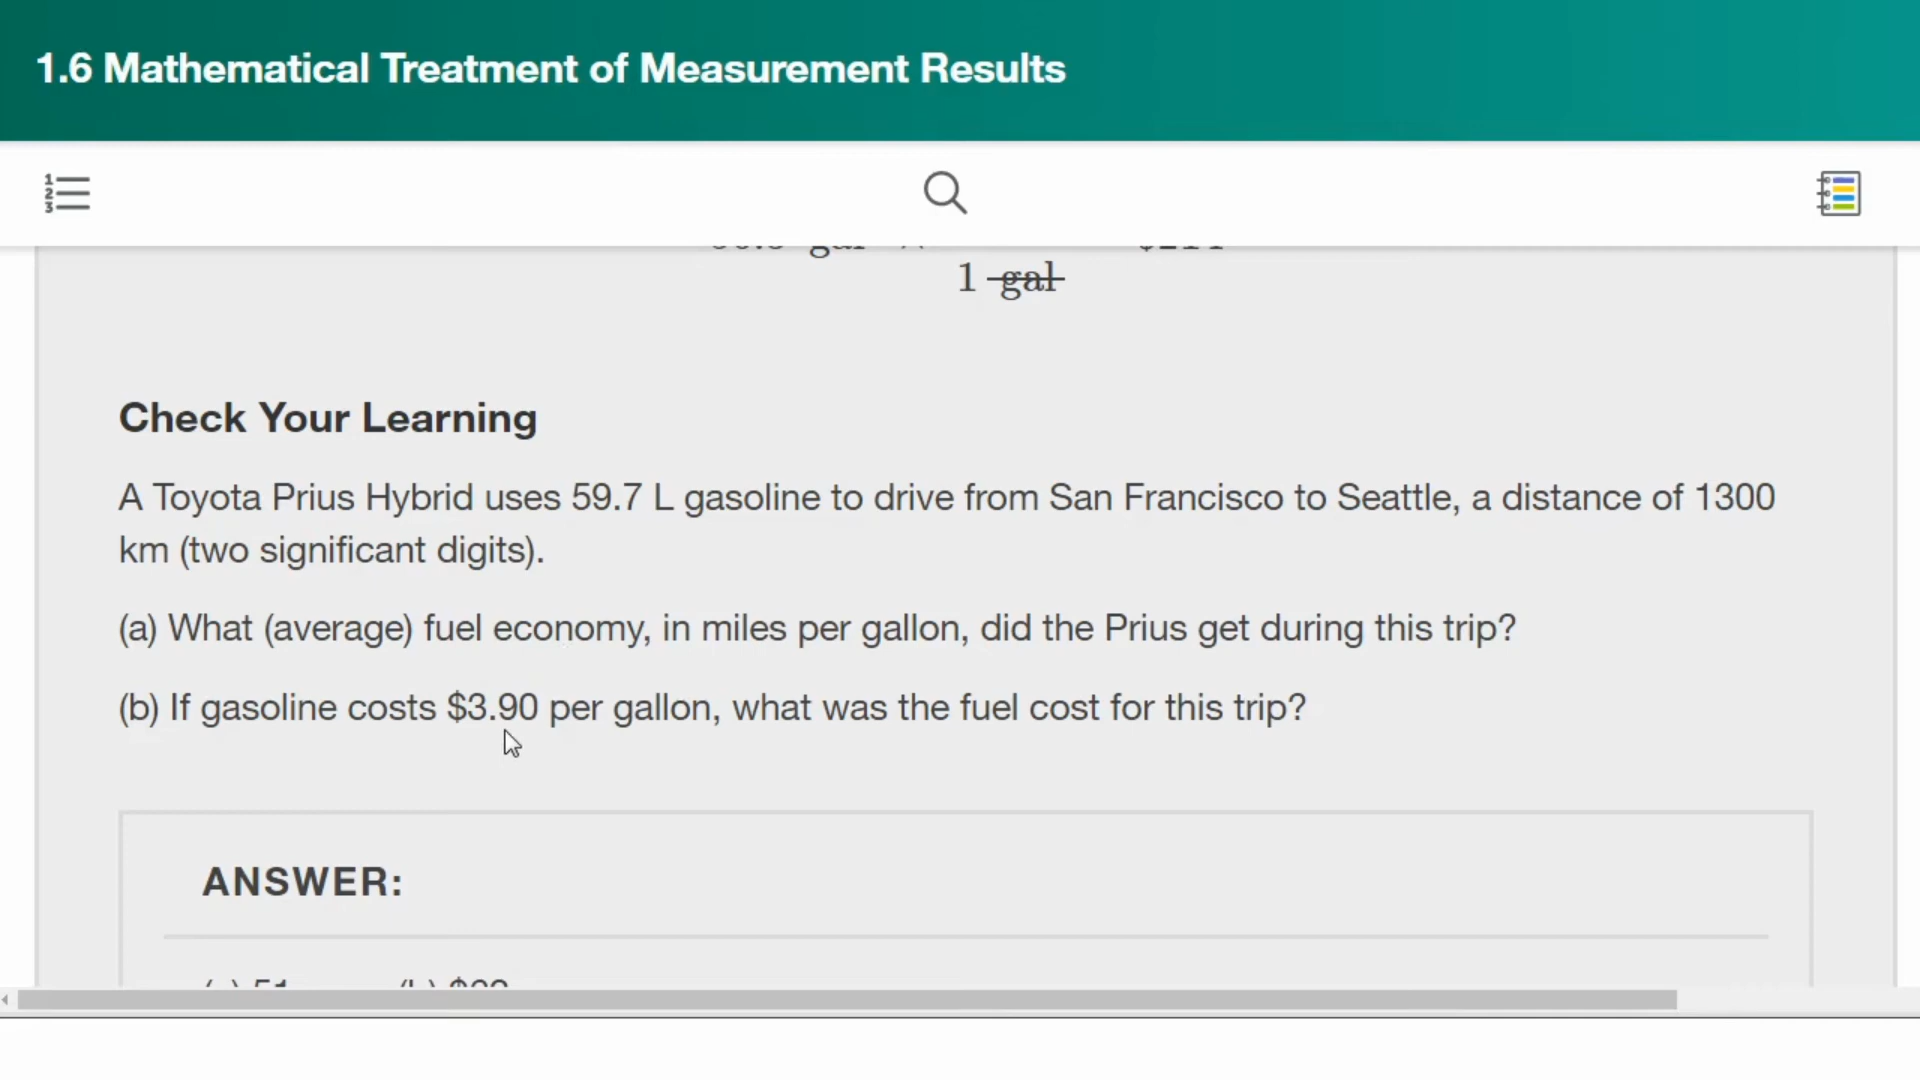 1.6 Mathematical Treatment of Measurement Results
1
2
3
1 gal
Check Your Learning
A Toyota Prius Hybrid uses 59.7 L gasoline to drive from San Francisco to Seattle, a distance of 1300
km (two significant digits).
(a) What (average) fuel economy, in miles per gallon, did the Prius get during this trip?
(b) If gasoline costs $3.90 per gallon, what was the fuel cost for this trip?
ANSWER: